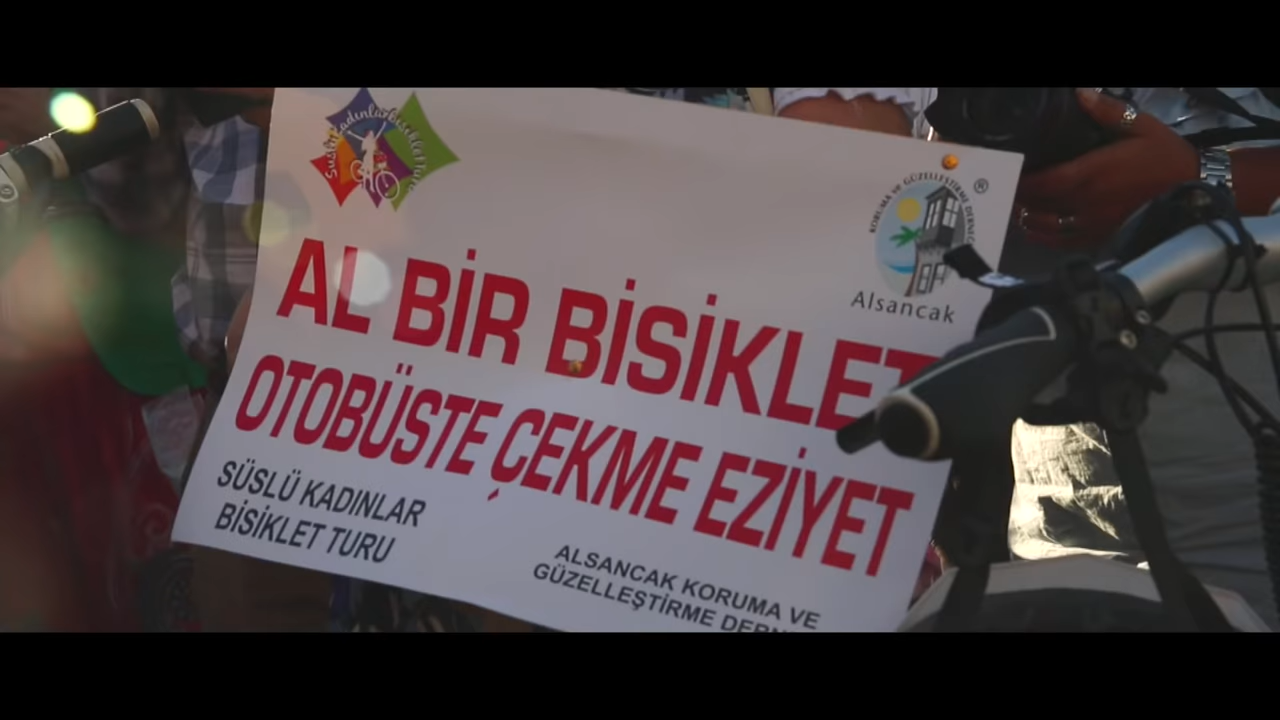 Süslü Kadınlar Bisiklet Turu
KORUMA VE GÜZELLEŞTİRME
®
Alsancak
AL BİR BİSİKLET
OTOBÜSTE ÇEKME EZİYET
SÜSLÜ KADINLAR
BİSİKLET TURU
ALSANCAK KORUMA VE
GÜZELLEŞTİRME